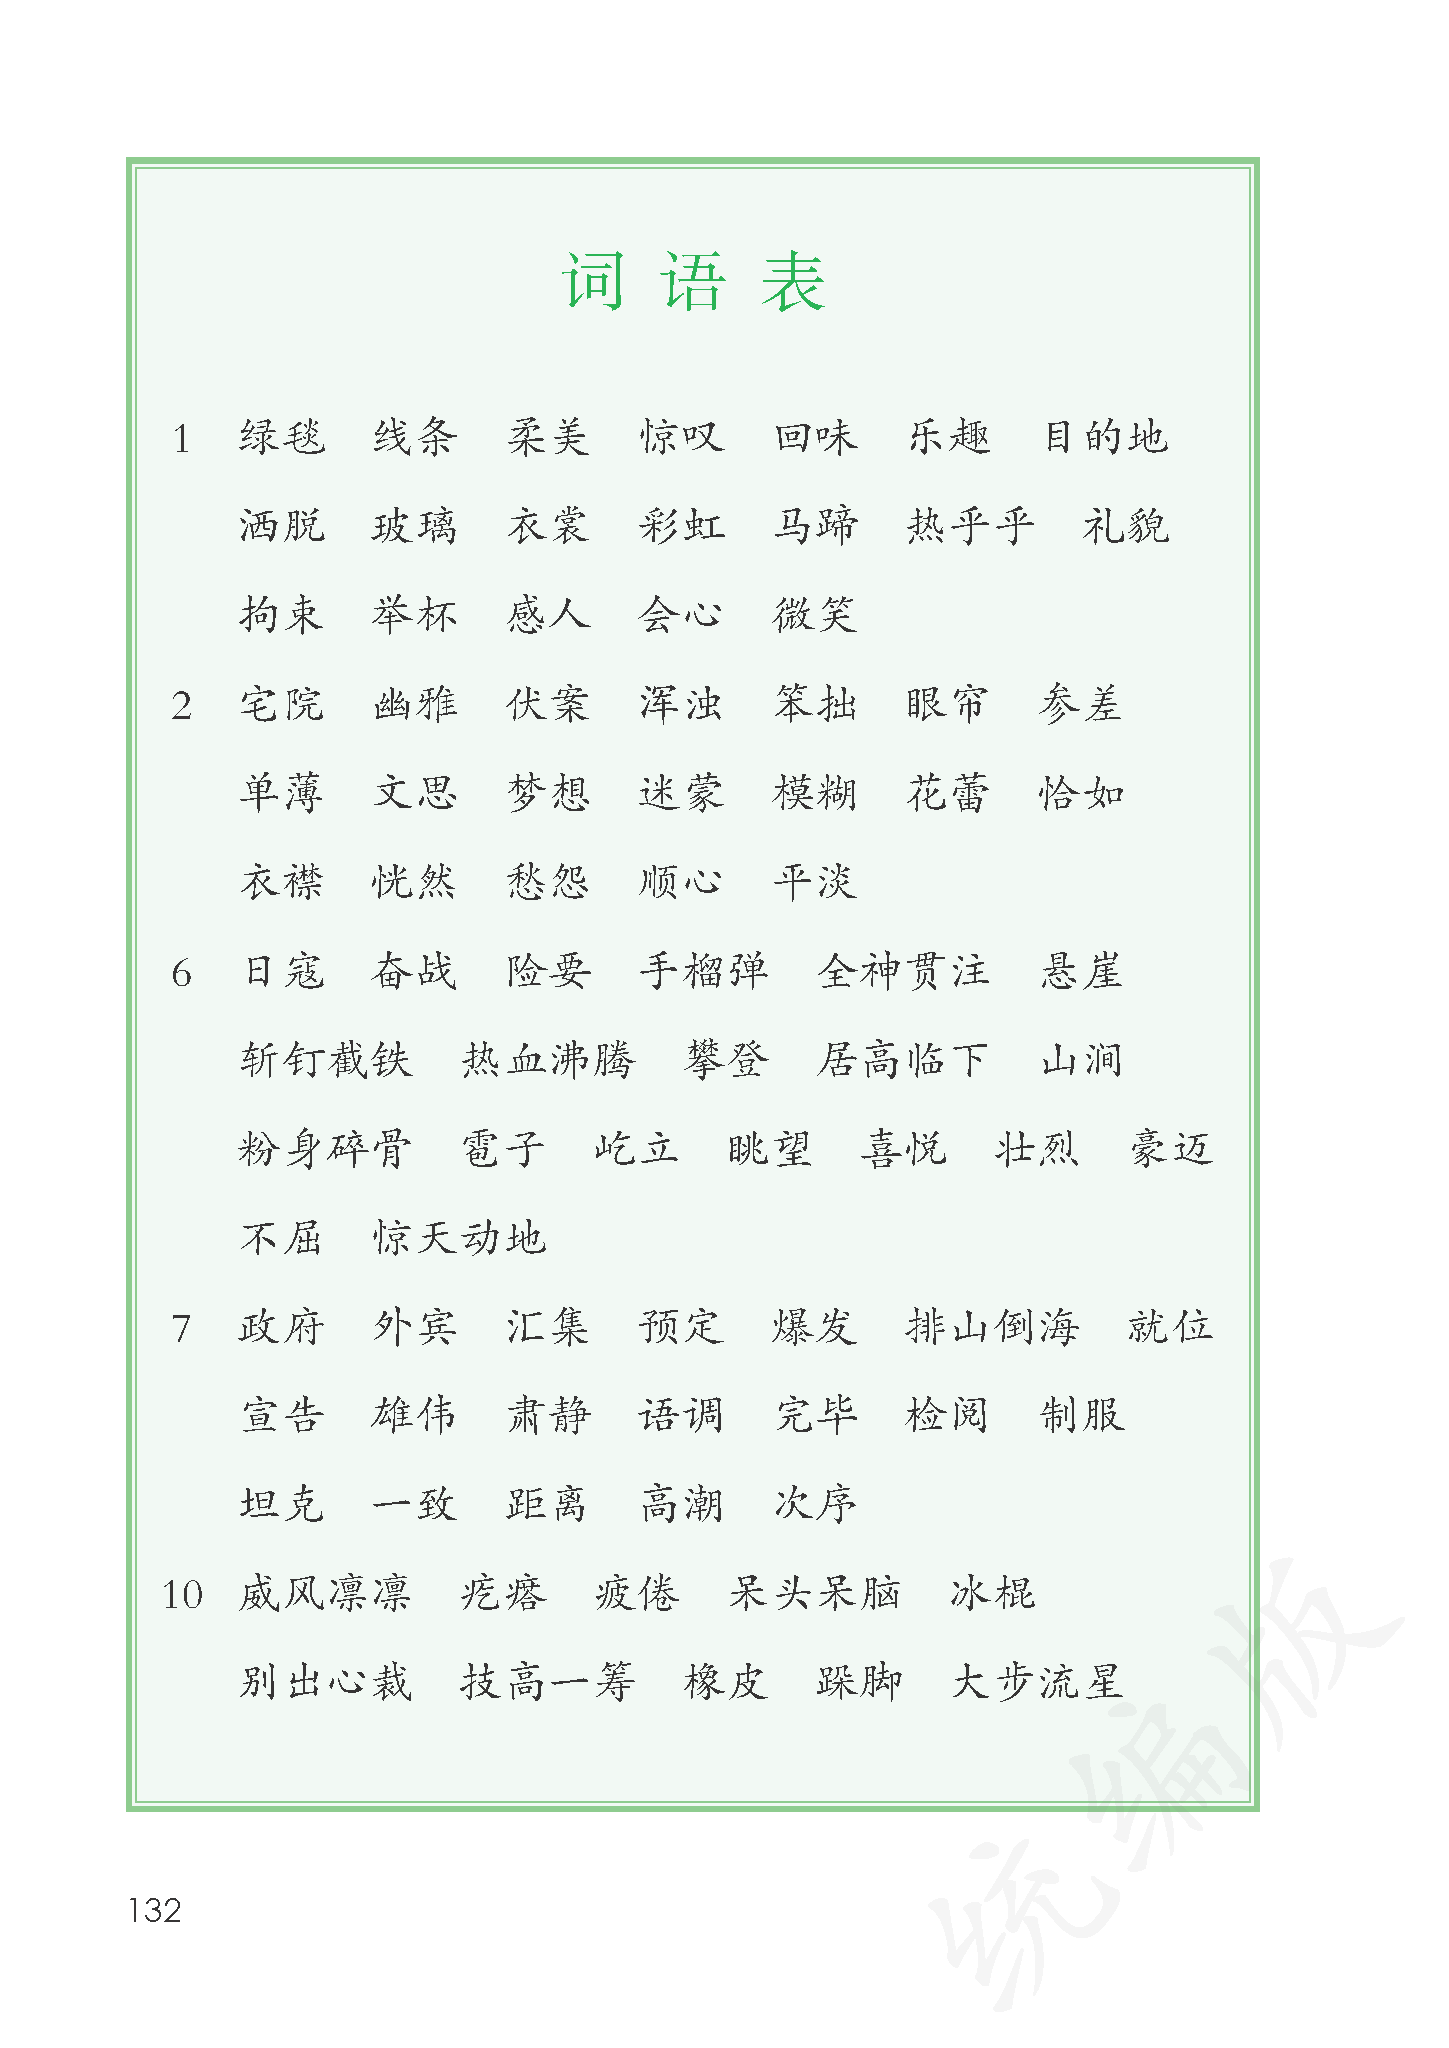 词语表
1 绿毯 线条 柔美 惊叹 回味 乐趣 目的地
洒脱 玻璃 衣裳 彩虹 马蹄 热乎乎 礼貌
拘束 举杯 感人 会心 微笑
2 宅院 幽雅 伏案 浑浊 笨拙 眼帘 参差
单薄 文思 梦想 迷蒙 模糊 花蕾 恰如
衣襟 恍然 愁怨 顺心 平淡
6 日寇 奋战 险要 手榴弹 全神贯注 悬崖
斩钉截铁 热血沸腾 攀登 居高临下 山涧
粉身碎骨 雹子 屹立 眺望 喜悦 壮烈 豪迈
不屈 惊天动地
7 政府 外宾 汇集 预定 爆发 排山倒海 就位
宣告 雄伟 肃静 语调 完毕 检阅 制服
坦克 一致 距离 高潮 次序
10 威风凛凛 疙瘩 疲倦 呆头呆脑 冰棍
别出心裁 技高一筹 橡皮 跺脚 大步流星
132
统编版